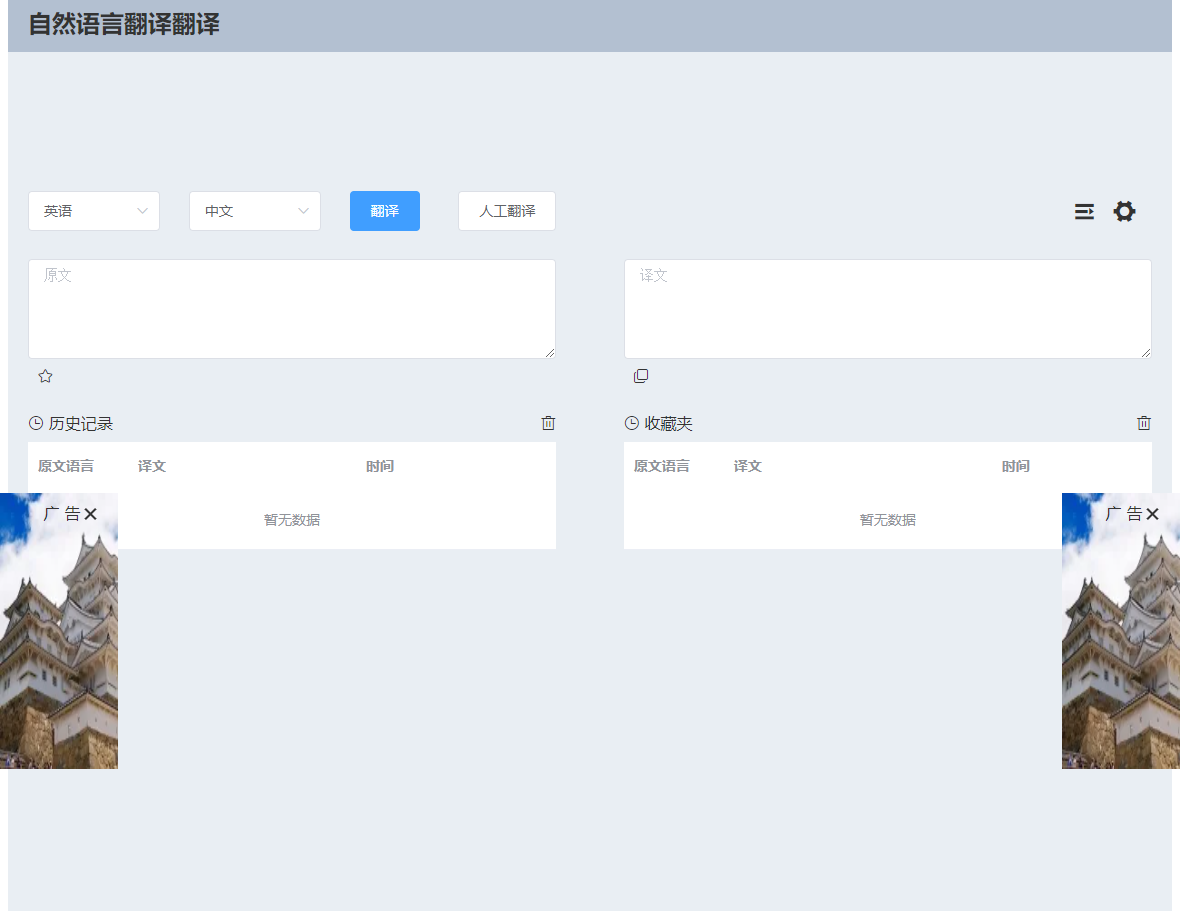 自然语言翻译翻译
英语 中文 翻译 人工翻译
原文 译文
历史记录 收藏夹
原文语言 译文 时间 原文语言 译文 时间
广 告 广 告
暂无数据 暂无数据